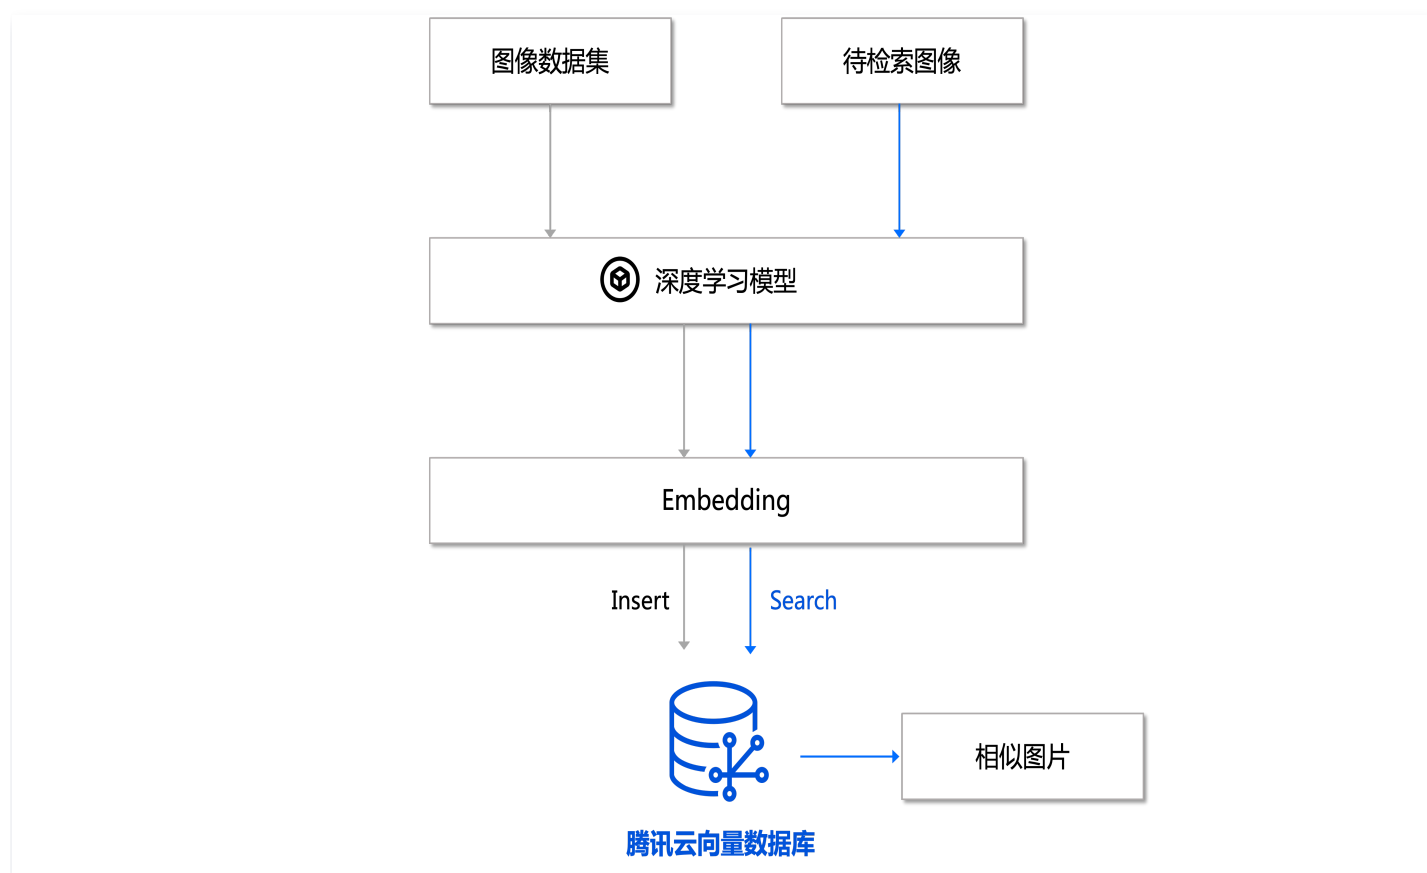 图像数据集
待检索图像
深度学习模型
Embedding
Insert
Search
相似图片
腾讯云向量数据库